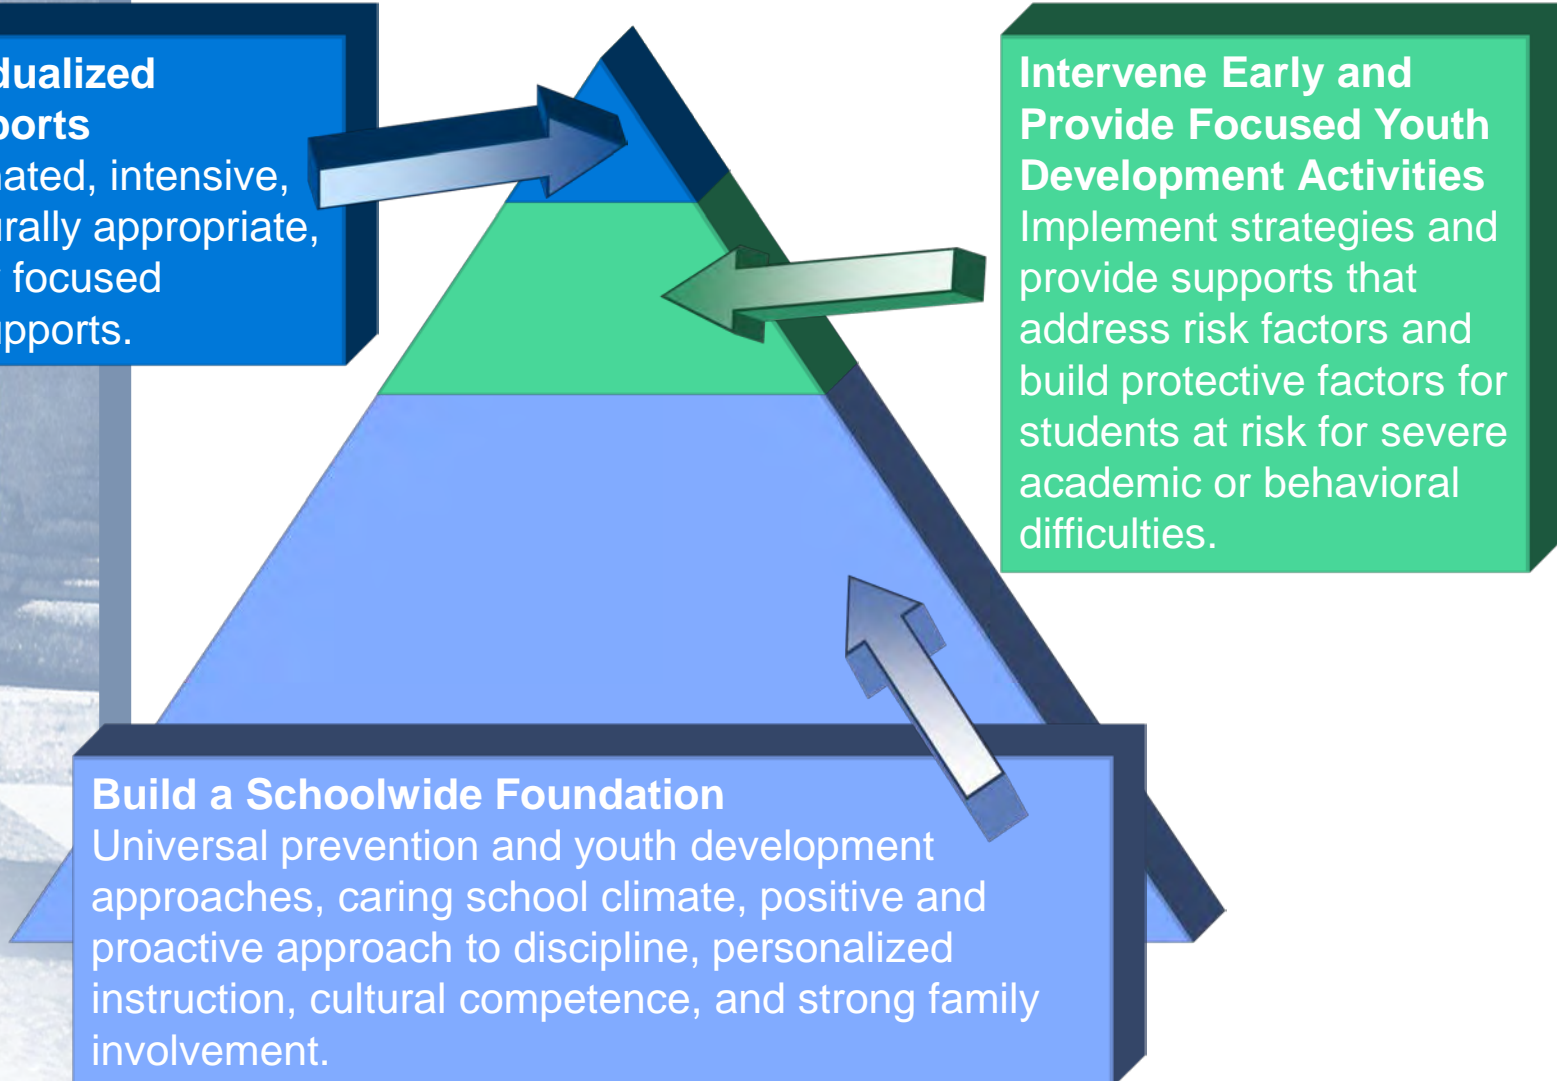 dualized
ports
nated, intensive,
urally appropriate,
focused
upports.
Intervene Early and
Provide Focused Youth
Development Activities
Implement strategies and
provide supports that
address risk factors and
build protective factors for
students at risk for severe
academic or behavioral
difficulties.
Build a Schoolwide Foundation
Universal prevention and youth development
approaches, caring school climate, positive and
proactive approach to discipline, personalized
instruction, cultural competence, and strong family
involvement.